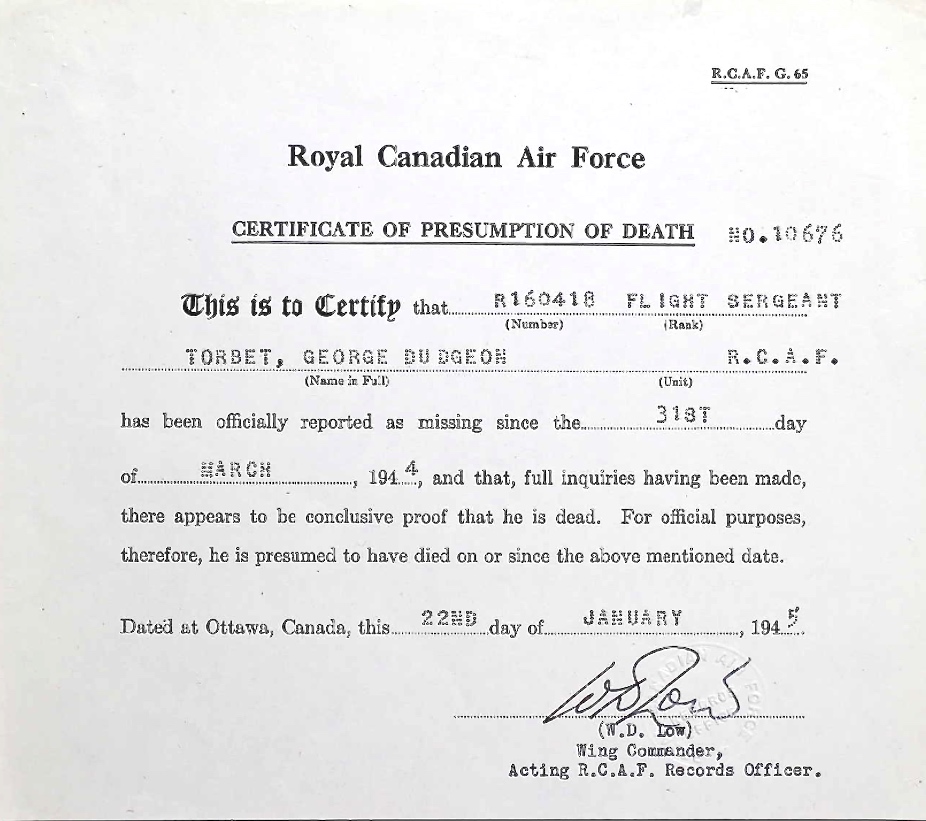 R.C.A.F. G. 65
Royal Canadian Air Force
CERTIFICATE OF PRESUMPTION OF DEATH NO.10676
This is to Certify that R160418 FLIGHT SERGEANT
(Number) (Rank)
TORBET, GEORGE DUDGEON R.C.A.F.
(Name in Full) (Unit)
has been officially reported as missing since the 31ST day
of MARCH, 1944, and that, full inquiries having been made,
there appears to be conclusive proof that he is dead. For official purposes,
therefore, he is presumed to have died on or since the above mentioned date.
Dated at Ottawa, Canada, this 22ND day of JANUARY, 1945.
(W.D. Low)
Wing Commander,
Acting R.C.A.F. Records Officer.